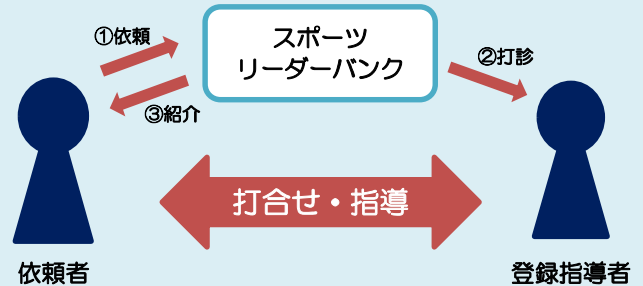 スポーツ
リーダーバンク
①依頼
②打診
③紹介
打合せ・指導
依頼者
登録指導者